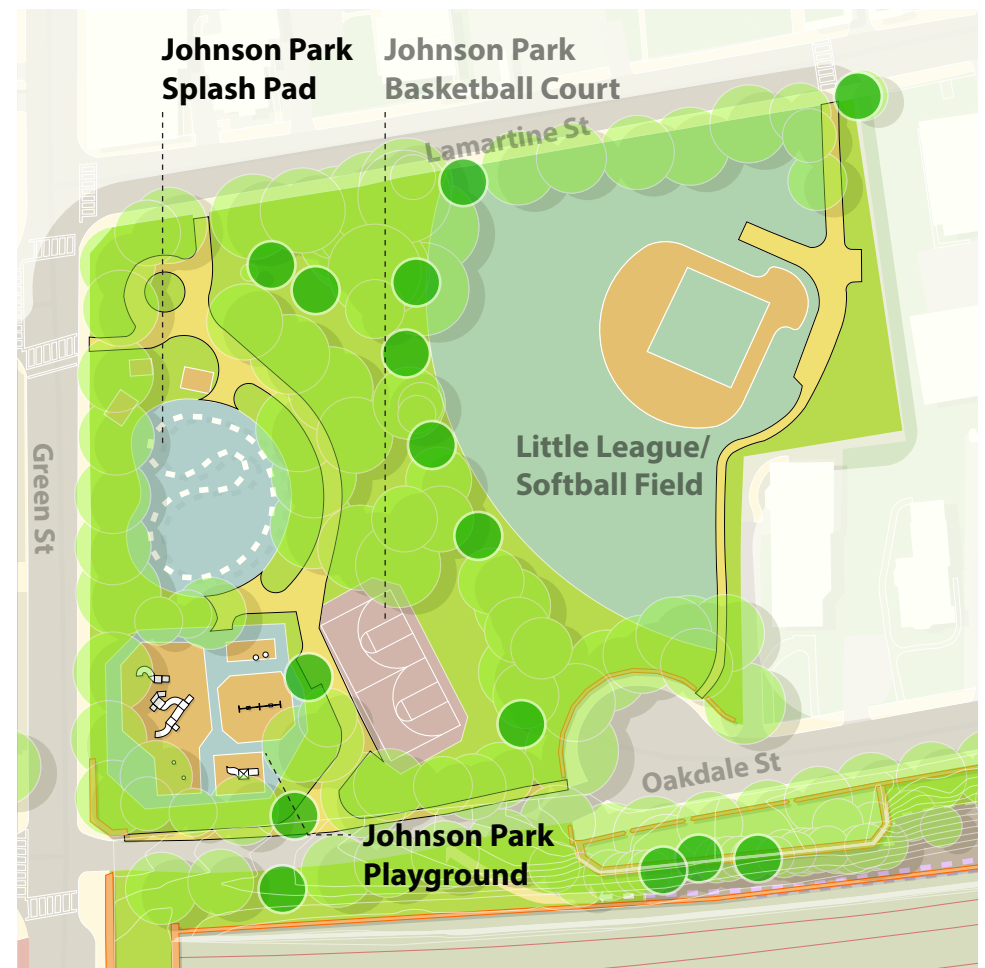 Johnson Park
Splash Pad
Johnson Park
Basketball Court
Lamartine St
Little League/
Softball Field
Green St
Oakdale St
Johnson Park
Playground